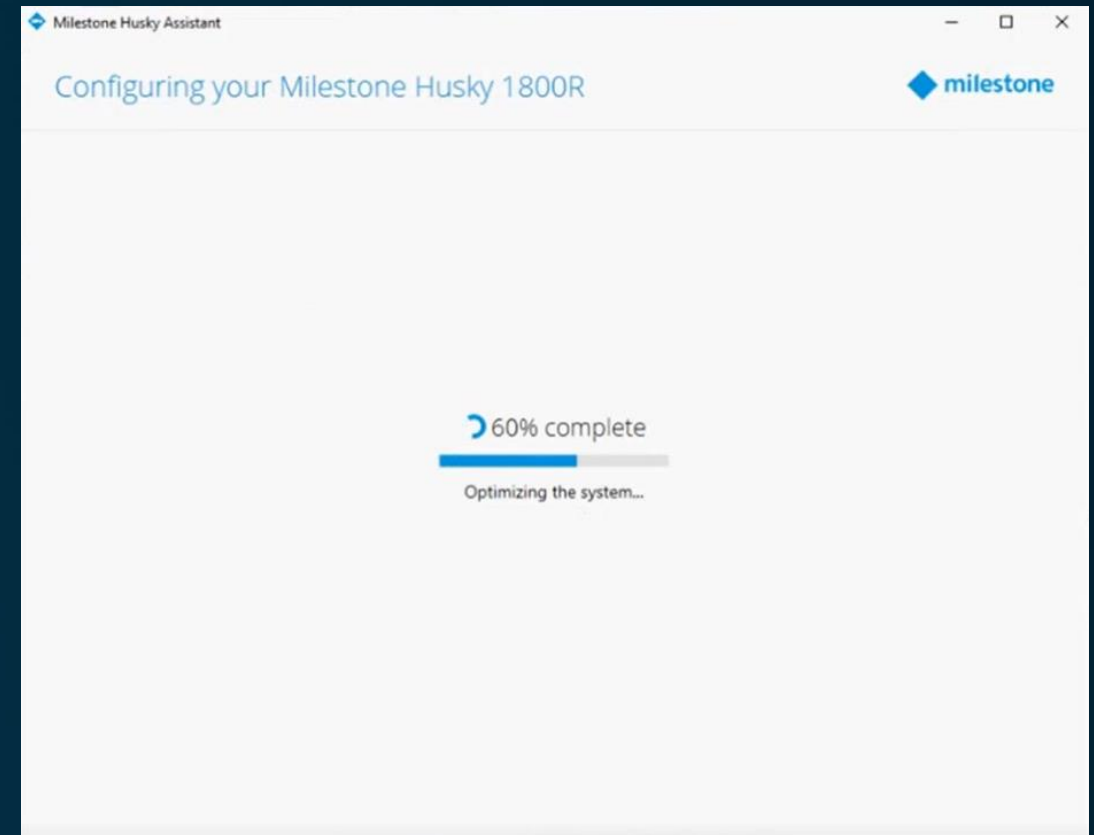 Milestone Husky Assistant
Configuring your Milestone Husky 1800R
milestone
60% complete
Optimizing the system...